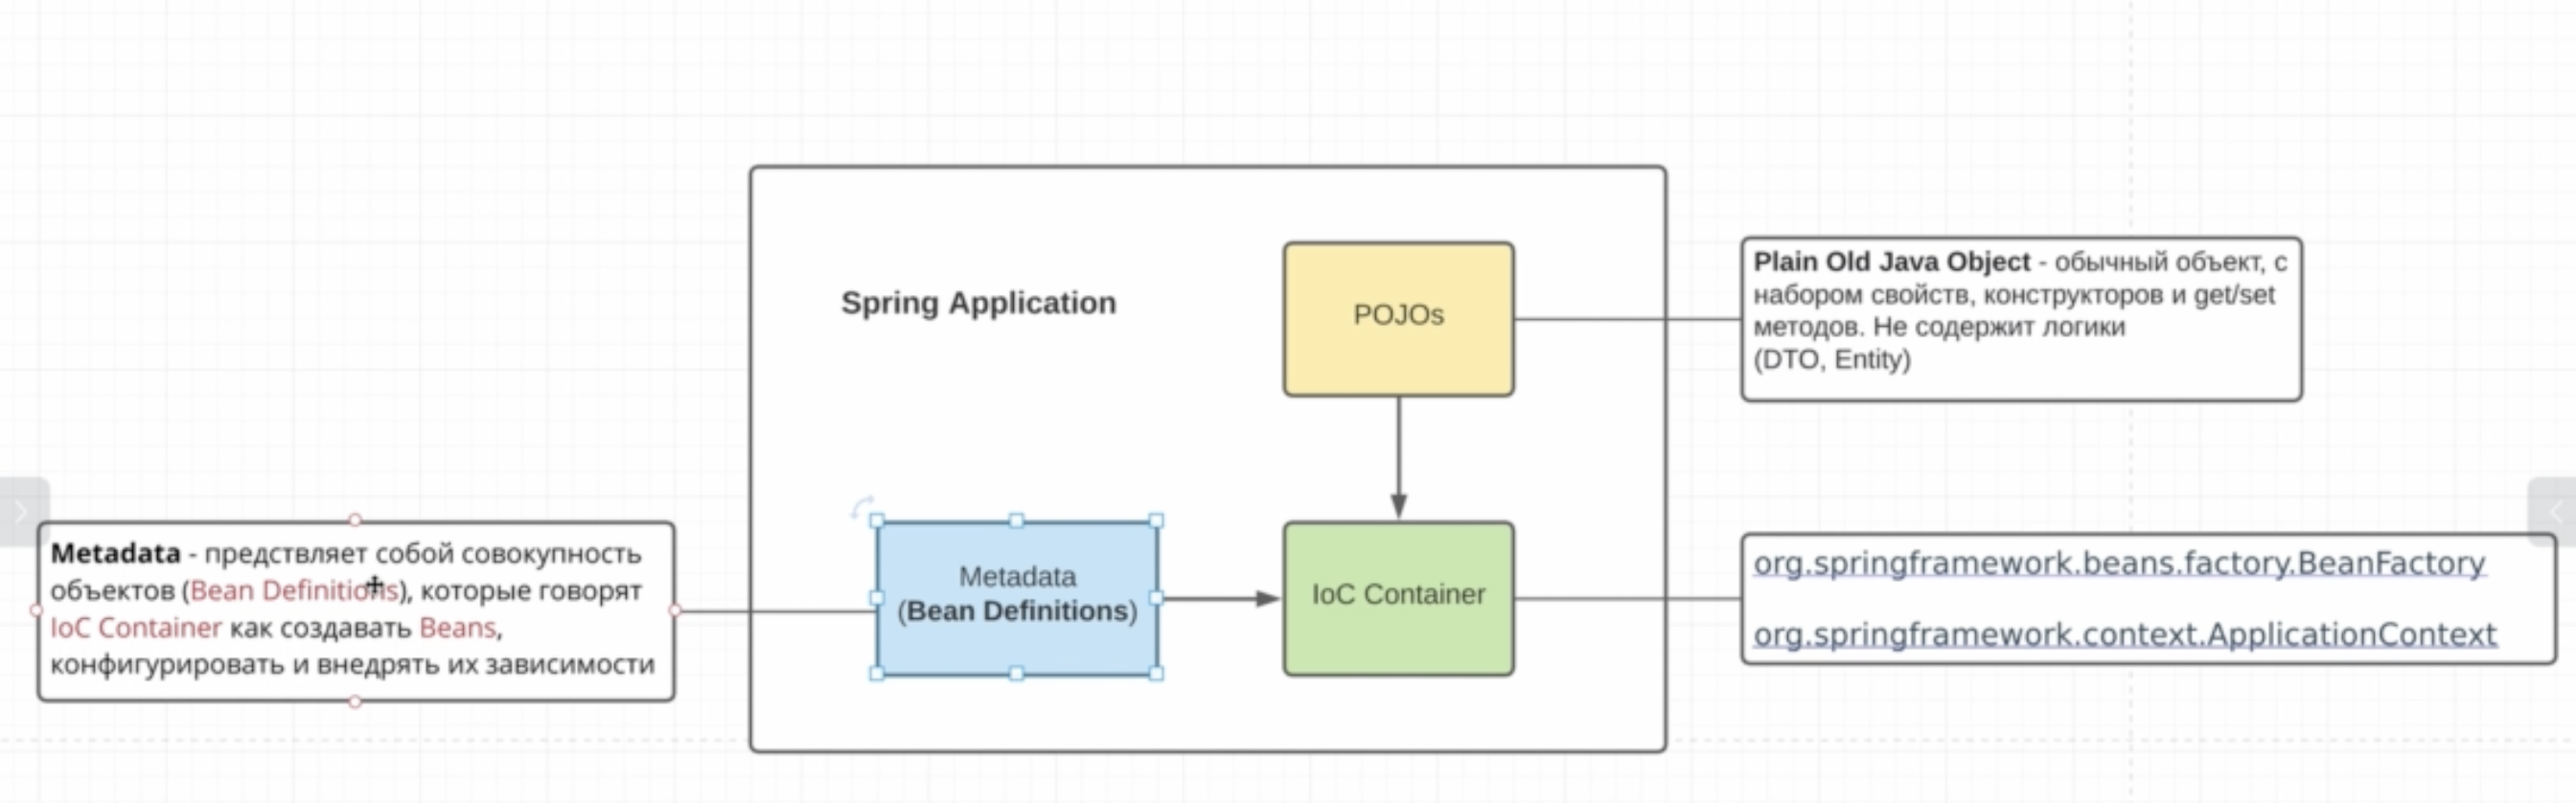 Spring Application
POJOs
Plain Old Java Object - обычный объект, с
набором свойств, конструкторов и get/set
методов. Не содержит логики
(DTO, Entity)
Metadata - предствляет собой совокупность
объектов (Bean Definitions), которые говорят
IoC Container как создавать Beans,
конфигурировать и внедрять их зависимости
Metadata
(Bean Definitions)
IoC Container
org.springframework.beans.factory.BeanFactory
org.springframework.context.ApplicationContext